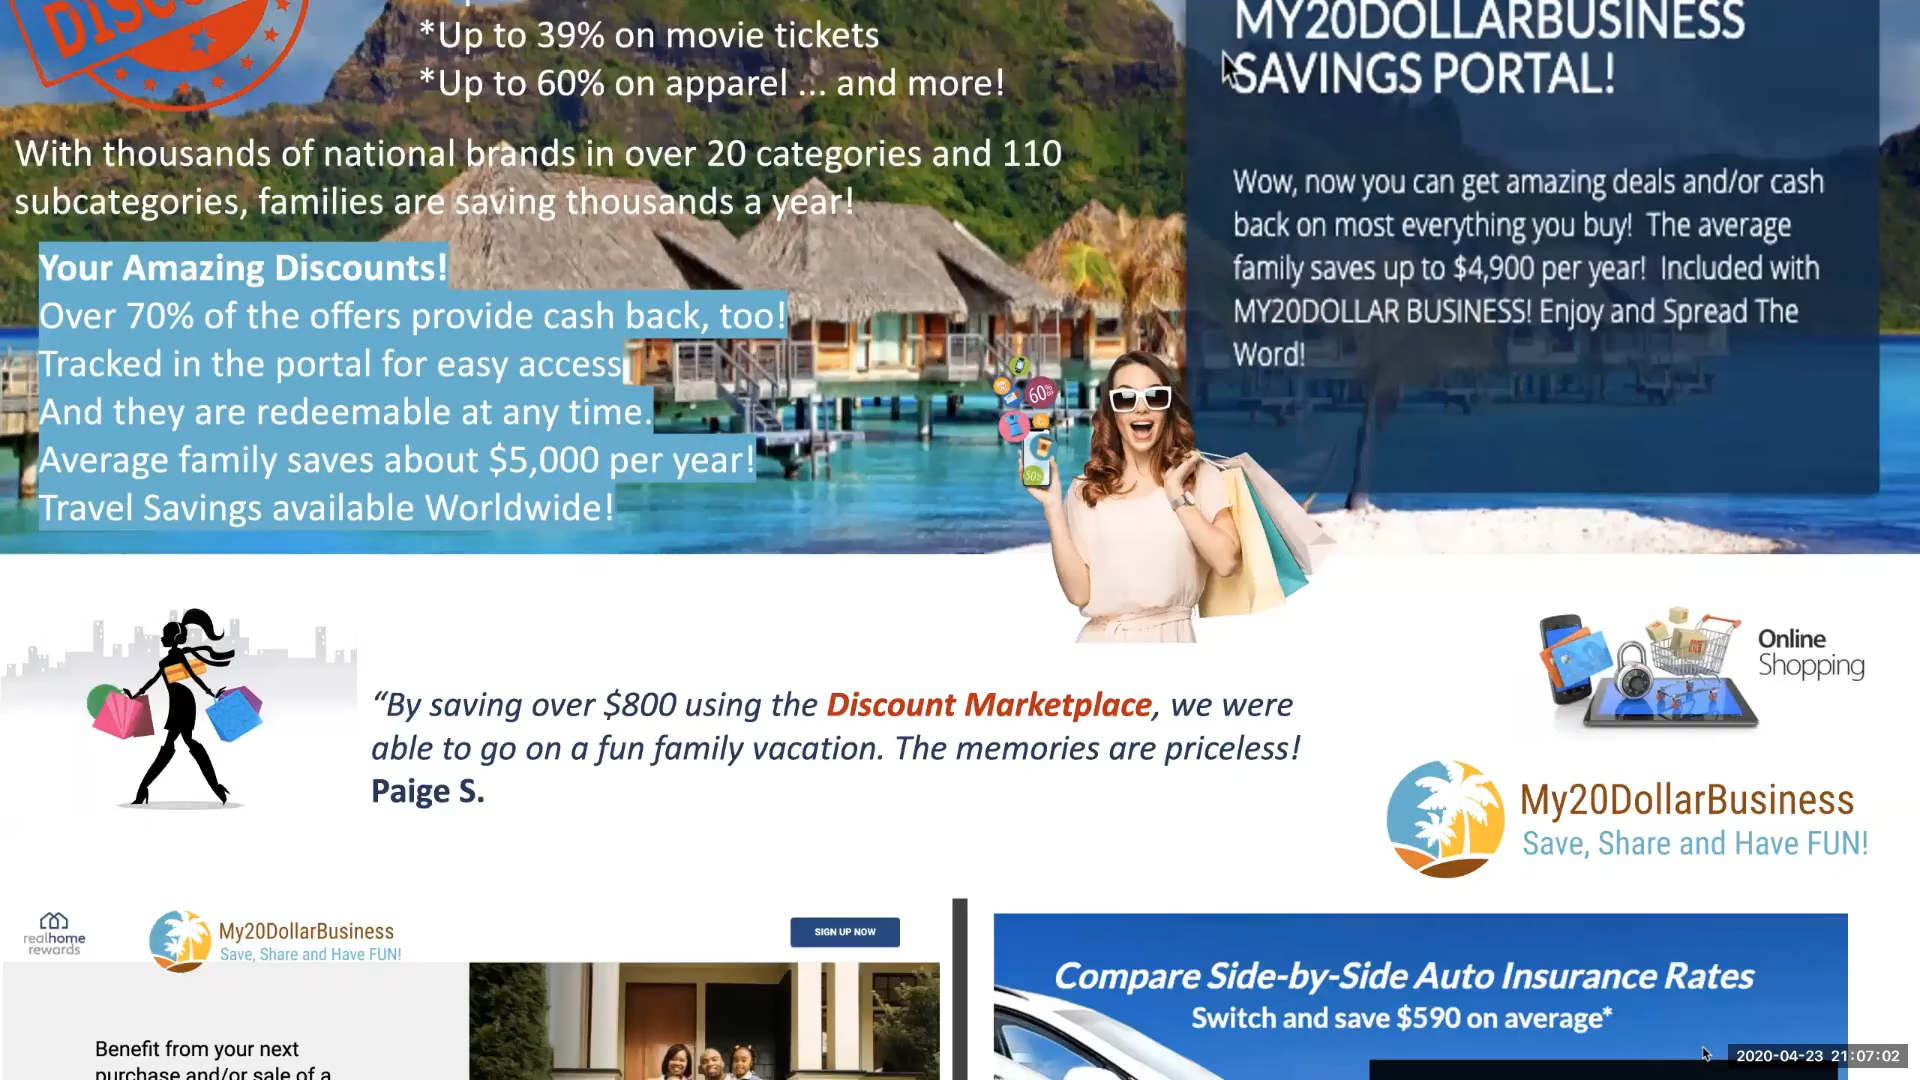 DISCO
*Up to 39% on movie tickets
*Up to 60% on apparel ... and more!
With thousands of national brands in over 20 categories and 110
subcategories, families are saving thousands a year!
Your Amazing Discounts!
Over 70% of the offers provide cash back, too!
Tracked in the portal for easy access
And they are redeemable at any time.
Average family saves about $5,000 per year!
Travel Savings available Worldwide!
MY20DOLLARBUSINESS
SAVINGS PORTAL!
Wow, now you can get amazing deals and/or cash
back on most everything you buy! The average
family saves up to $4,900 per year! Included with
MY20DOLLAR BUSINESS! Enjoy and Spread The
Word!
60%
50%
“By saving over $800 using the Discount Marketplace, we were
able to go on a fun family vacation. The memories are priceless!
Paige S.
Online
Shopping
My20DollarBusiness
Save, Share and Have FUN!
realhome
rewards
My20DollarBusiness
Save, Share and Have FUN!
SIGN UP NOW
Benefit from your next
purchase and/or sale of a
Compare Side-by-Side Auto Insurance Rates
Switch and save $590 on average*
2020-04-23 21:07:02